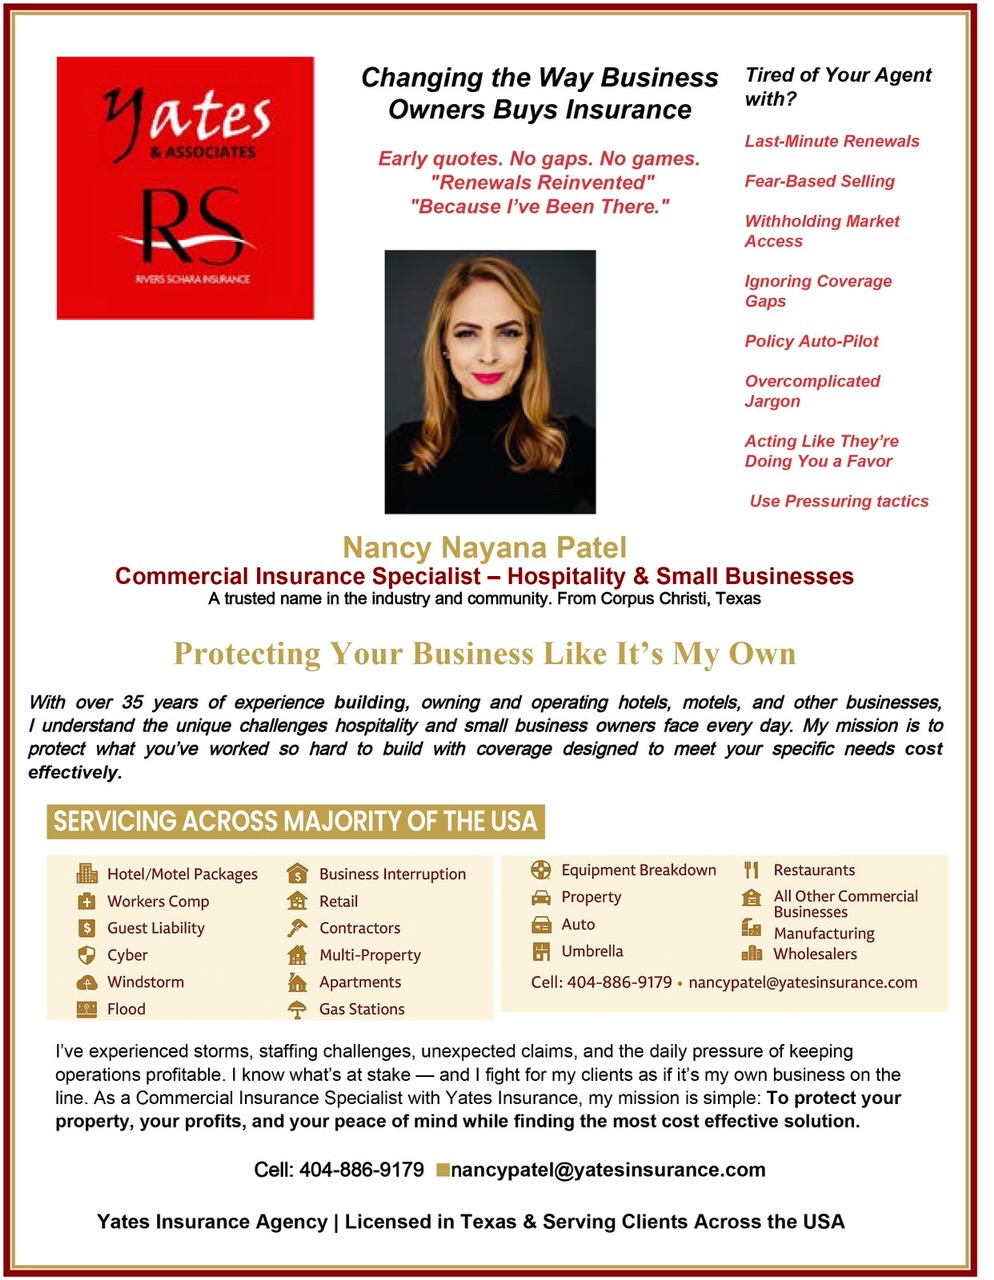 Yates
& ASSOCIATES
RS
RIVERS SCHARA INSURANCE
Changing the Way Business
Owners Buys Insurance
Early quotes. No gaps. No games.
"Renewals Reinvented"
"Because I’ve Been There."
Tired of Your Agent
with?
Last-Minute Renewals
Fear-Based Selling
Withholding Market
Access
Ignoring Coverage
Gaps
Policy Auto-Pilot
Overcomplicated
Jargon
Acting Like They’re
Doing You a Favor
Use Pressuring tactics
Nancy Nayana Patel
Commercial Insurance Specialist – Hospitality & Small Businesses
A trusted name in the industry and community. From Corpus Christi, Texas
Protecting Your Business Like It’s My Own
With over 35 years of experience building, owning and operating hotels, motels, and other businesses,
I understand the unique challenges hospitality and small business owners face every day. My mission is to
protect what you’ve worked so hard to build with coverage designed to meet your specific needs cost
effectively.
SERVICING ACROSS MAJORITY OF THE USA
Hotel/Motel Packages
Workers Comp
Guest Liability
Cyber
Windstorm
Flood
Business Interruption
Retail
Contractors
Multi-Property
Apartments
Gas Stations
Equipment Breakdown
Property
Auto
Umbrella
Restaurants
All Other Commercial
Businesses
Manufacturing
Wholesalers
Cell: 404-886-9179 • nancypatel@yatesinsurance.com
I’ve experienced storms, staffing challenges, unexpected claims, and the daily pressure of keeping
operations profitable. I know what’s at stake — and I fight for my clients as if it’s my own business on the
line. As a Commercial Insurance Specialist with Yates Insurance, my mission is simple: To protect your
property, your profits, and your peace of mind while finding the most cost effective solution.
Cell: 404-886-9179 ■nancypatel@yatesinsurance.com
Yates Insurance Agency | Licensed in Texas & Serving Clients Across the USA